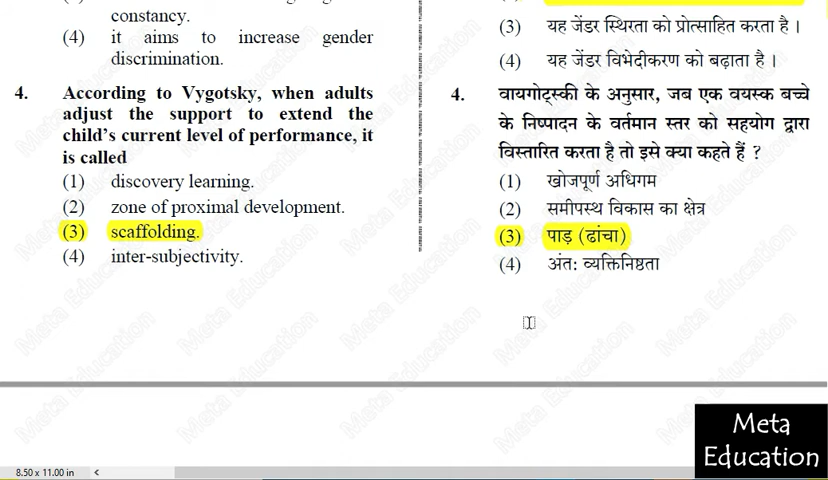 constancy.
(4) it aims to increase gender
discrimination.
4. According to Vygotsky, when adults
adjust the support to extend the
child's current level of performance, it
is called
(1) discovery learning.
(2) zone of proximal development.
(3) scaffolding.
(4) inter-subjectivity.
(3) यह जेंडर स्थिरता को प्रोत्साहित करता है ।
(4) यह जेंडर विभेदीकरण को बढ़ाता है ।
4. वायगोट्स्की के अनुसार, जब एक वयस्क बच्चे
के निष्पादन के वर्तमान स्तर को सहयोग द्वारा
विस्तारित करता है तो इसे क्या कहते हैं ?
(1) खोजपूर्ण अधिगम
(2) समीपस्थ विकास का क्षेत्र
(3) पाड़ (ढांचा)
(4) अंतः व्यक्तिनिष्ठता
Meta
Education
8.50 x 11.00 in